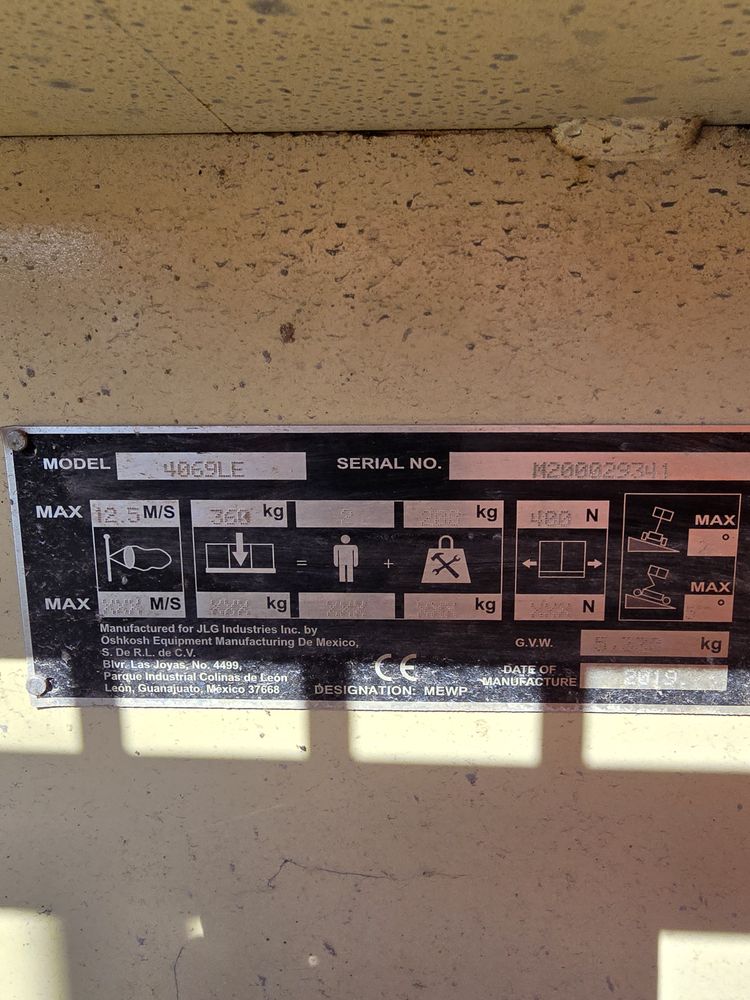 MODEL 4069LE SERIAL NO. M200029341
MAX 12.5 M/S 360 kg 2 kg 400 N
MAX
= +
MAX
MAX M/S kg kg N
Manufactured for JLG Industries Inc. by
Oshkosh Equipment Manufacturing De Mexico,
S. De R.L. de C.V.
Blvr. Las Joyas, No. 4499,
Parque Industrial Colinas de León
León, Guanajuato, México 37668
CE
DESIGNATION: MEWP
G.V.W. kg
DATE OF
MANUFACTURE 2019